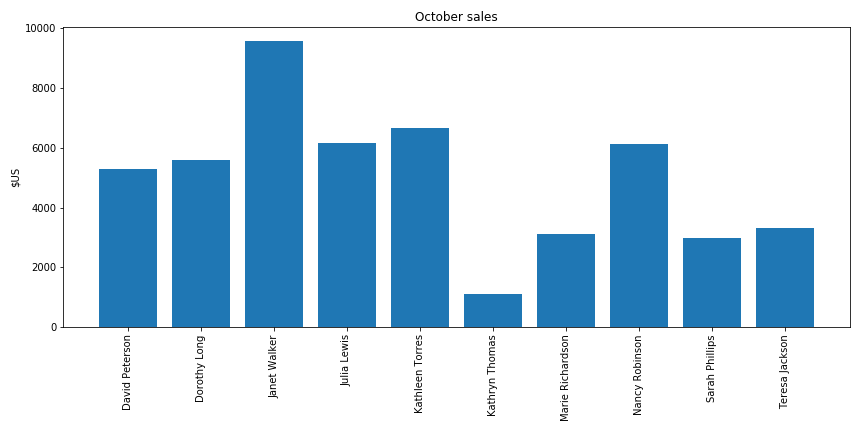 October sales
10000
8000
6000
4000
2000
0
$US
David Peterson
Dorothy Long
Janet Walker
Julia Lewis
Kathleen Torres
Kathryn Thomas
Marie Richardson
Nancy Robinson
Sarah Phillips
Teresa Jackson